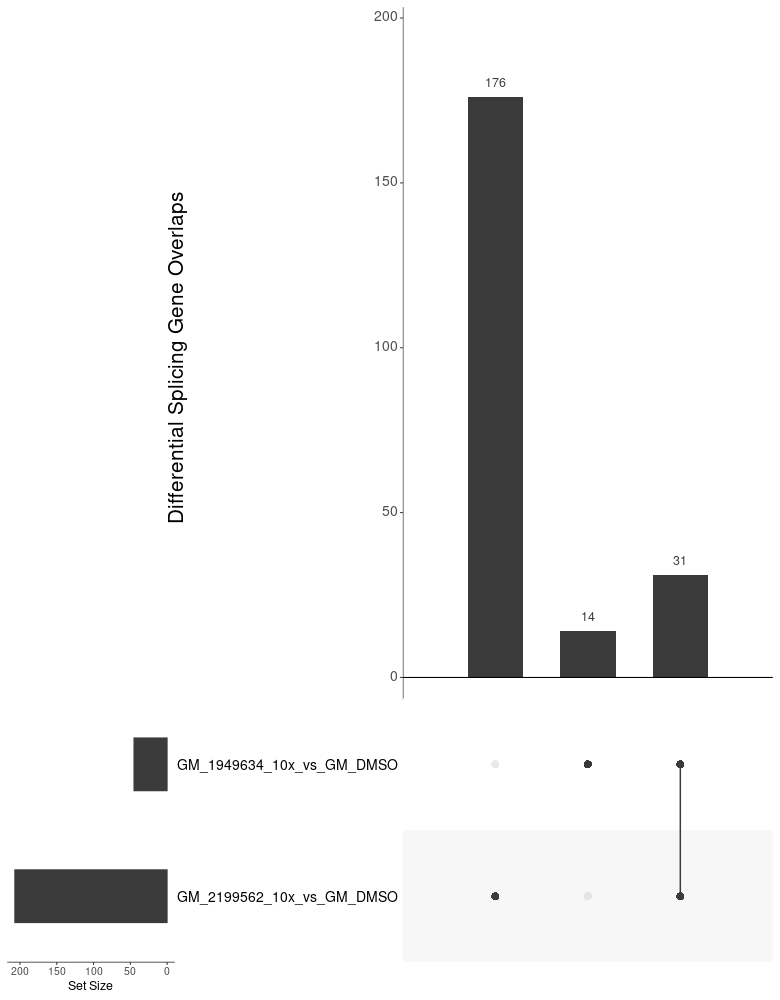 Differential Splicing Gene Overlaps
200
150
100
50
0
176
14
31
GM_1949634_10x_vs_GM_DMSO
GM_2199562_10x_vs_GM_DMSO
200 150 100 50 0
Set Size